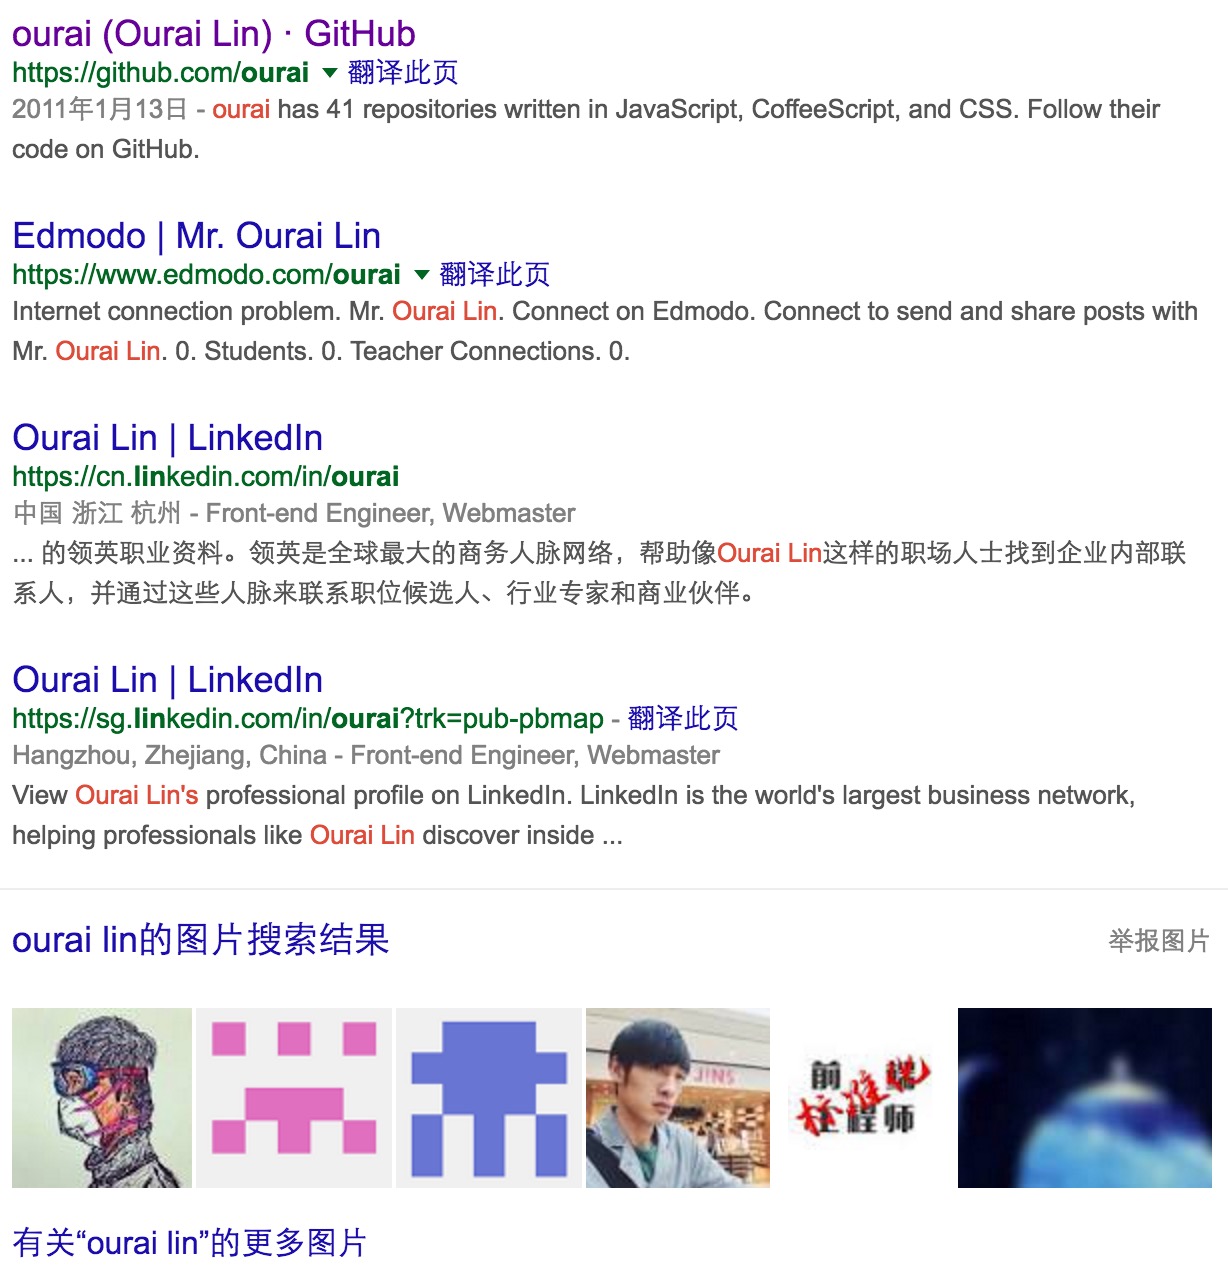 ourai (Ourai Lin) · GitHub
https://github.com/ourai ▼ 翻译此页
2011年1月13日 - ourai has 41 repositories written in JavaScript, CoffeeScript, and CSS. Follow their
code on GitHub.
Edmodo | Mr. Ourai Lin
https://www.edmodo.com/ourai ▼ 翻译此页
Internet connection problem. Mr. Ourai Lin. Connect on Edmodo. Connect to send and share posts with
Mr. Ourai Lin. 0. Students. 0. Teacher Connections. 0.
Ourai Lin | LinkedIn
https://cn.linkedin.com/in/ourai
中国 浙江 杭州 - Front-end Engineer, Webmaster
... 的领英职业资料。领英是全球最大的商务人脉网络，帮助像Ourai Lin这样的职场人士找到企业内部联
系人，并通过这些人脉来联系职位候选人、行业专家和商业伙伴。
Ourai Lin | LinkedIn
https://sg.linkedin.com/in/ourai?trk=pub-pbmap - 翻译此页
Hangzhou, Zhejiang, China - Front-end Engineer, Webmaster
View Ourai Lin's professional profile on LinkedIn. LinkedIn is the world's largest business network,
helping professionals like Ourai Lin discover inside ...
ourai lin的图片搜索结果
举报图片
JINS
前端
工程师
有关“ourai lin”的更多图片